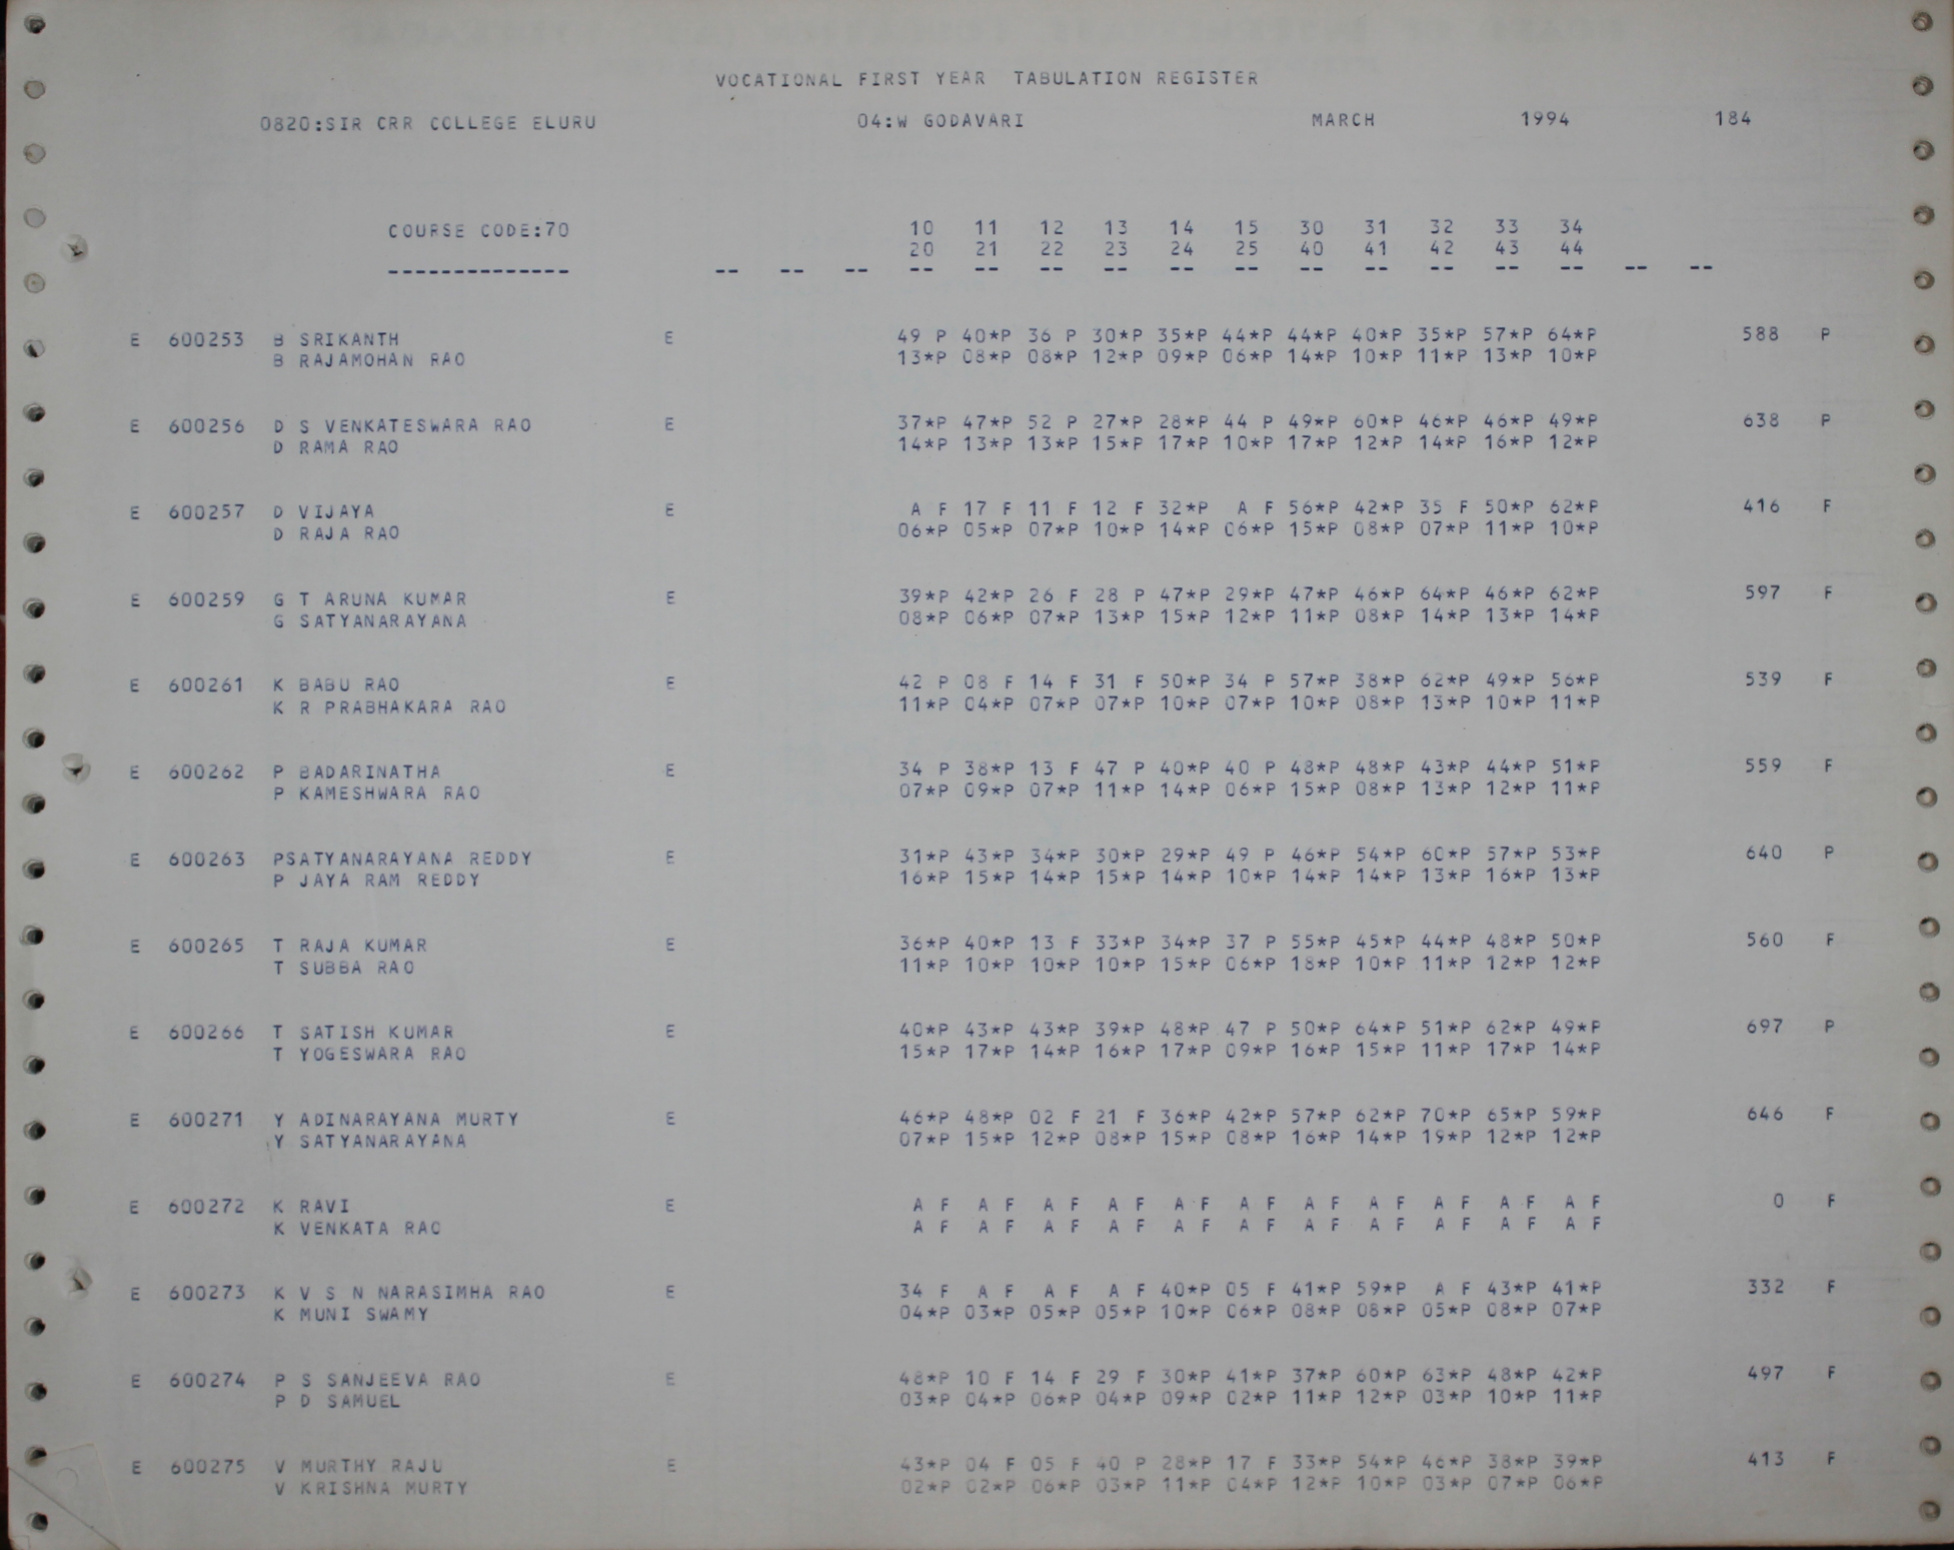 VOCATIONAL FIRST YEAR TABULATION REGISTER
0820:SIR CRR COLLEGE ELURU 04:W GODAVARI MARCH 1994 184
COURSE CODE:70 10 11 12 13 14 15 30 31 32 33 34
20 21 22 23 24 25 40 41 42 43 44
-------------- -- -- -- -- -- -- -- -- -- -- -- -- -- -- -- --
E 600253 B SRIKANTH E 49 P 40*P 36 P 30*P 35*P 44*P 44*P 40*P 35*P 57*P 64*P 588 P
B RAJAMOHAN RAO 13*P 08*P 08*P 12*P 09*P 06*P 14*P 10*P 11*P 13*P 10*P
E 600256 D S VENKATESWARA RAO E 37*P 47*P 52 P 27*P 28*P 44 P 49*P 60*P 46*P 46*P 49*P 638 P
D RAMA RAO 14*P 13*P 13*P 15*P 17*P 10*P 17*P 12*P 14*P 16*P 12*P
E 600257 D VIJAYA E A F 17 F 11 F 12 F 32*P A F 56*P 42*P 35 F 50*P 62*P 416 F
D RAJA RAO 06*P 05*P 07*P 10*P 14*P 06*P 15*P 08*P 07*P 11*P 10*P
E 600259 G T ARUNA KUMAR E 39*P 42*P 26 F 28 P 47*P 29*P 47*P 46*P 64*P 46*P 62*P 597 F
G SATYANARAYANA 08*P 06*P 07*P 13*P 15*P 12*P 11*P 08*P 14*P 13*P 14*P
E 600261 K BABU RAO E 42 P 08 F 14 F 31 F 50*P 34 P 57*P 38*P 62*P 49*P 56*P 539 F
K R PRABHAKARA RAO 11*P 04*P 07*P 07*P 10*P 07*P 10*P 08*P 13*P 10*P 11*P
E 600262 P BADARINATHA E 34 P 38*P 13 F 47 P 40*P 40 P 48*P 48*P 43*P 44*P 51*P 559 F
P KAMESHWARA RAO 07*P 09*P 07*P 11*P 14*P 06*P 15*P 08*P 13*P 12*P 11*P
E 600263 PSATYANARAYANA REDDY E 31*P 43*P 34*P 30*P 29*P 49 P 46*P 54*P 60*P 57*P 53*P 640 P
P JAYA RAM REDDY 16*P 15*P 14*P 15*P 14*P 10*P 14*P 14*P 13*P 16*P 13*P
E 600265 T RAJA KUMAR E 36*P 40*P 13 F 33*P 34*P 37 P 55*P 45*P 44*P 48*P 50*P 560 F
T SUBBA RAO 11*P 10*P 10*P 10*P 15*P 06*P 18*P 10*P 11*P 12*P 12*P
E 600266 T SATISH KUMAR E 40*P 43*P 43*P 39*P 48*P 47 P 50*P 64*P 51*P 62*P 49*P 697 P
T YOGESWARA RAO 15*P 17*P 14*P 16*P 17*P 09*P 16*P 15*P 11*P 17*P 14*P
E 600271 Y ADINARAYANA MURTY E 46*P 48*P 02 F 21 F 36*P 42*P 57*P 62*P 70*P 65*P 59*P 646 F
Y SATYANARAYANA 07*P 15*P 12*P 08*P 15*P 08*P 16*P 14*P 19*P 12*P 12*P
E 600272 K RAVI E A F A F A F A F A F A F A F A F A F A F A F 0 F
K VENKATA RAO A F A F A F A F A F A F A F A F A F A F A F
E 600273 K V S N NARASIMHA RAO E 34 F A F A F A F 40*P 05 F 41*P 59*P A F 43*P 41*P 332 F
K MUNI SWAMY 04*P 03*P 05*P 05*P 10*P 06*P 08*P 08*P 05*P 08*P 07*P
E 600274 P S SANJEEVA RAO E 48*P 10 F 14 F 29 F 30*P 41*P 37*P 60*P 63*P 48*P 42*P 497 F
P D SAMUEL 03*P 04*P 06*P 04*P 09*P 02*P 11*P 12*P 03*P 10*P 11*P
E 600275 V MURTHY RAJU E 43*P 04 F 05 F 40 P 28*P 17 F 33*P 54*P 46*P 38*P 39*P 413 F
V KRISHNA MURTY 02*P 02*P 06*P 03*P 11*P 04*P 12*P 10*P 03*P 07*P 06*P